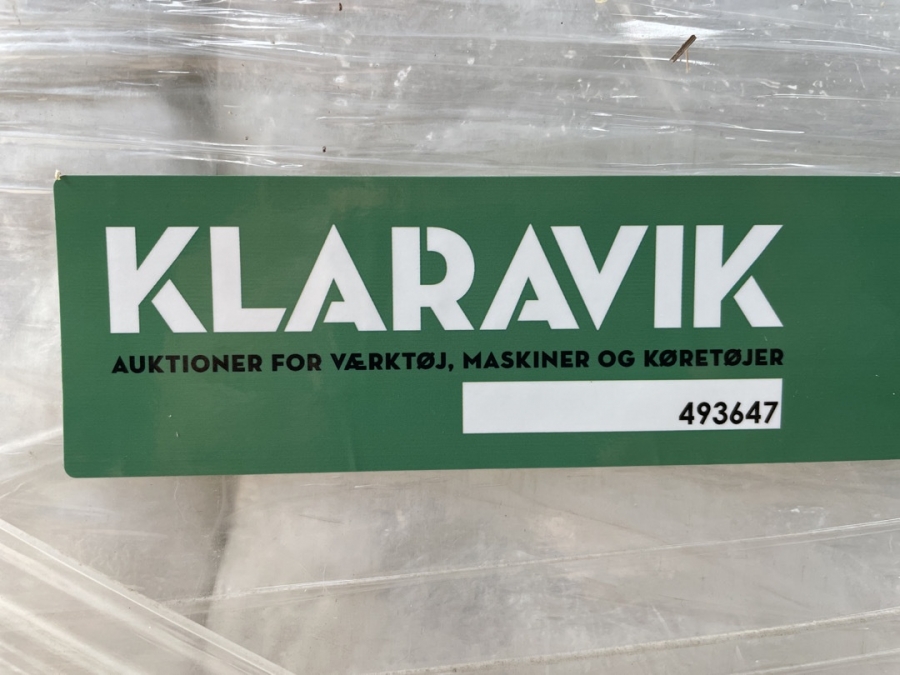 KLARAVIK
AUKTIONER FOR VÆRKTØJ, MASKINER OG KØRETØJER
493647